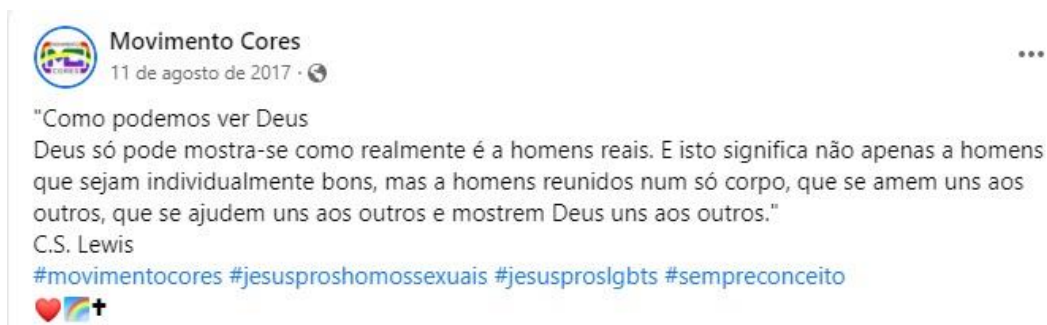 Movimento Cores
11 de agosto de 2017 ·
"Como podemos ver Deus
Deus só pode mostra-se como realmente é a homens reais. E isto significa não apenas a homens
que sejam individualmente bons, mas a homens reunidos num só corpo, que se amem uns aos
outros, que se ajudem uns aos outros e mostrem Deus uns aos outros."
C.S. Lewis
#movimentocores #jesusproshomossexuais #jesusproslgbts #sempreconceito
❤️🌈✝